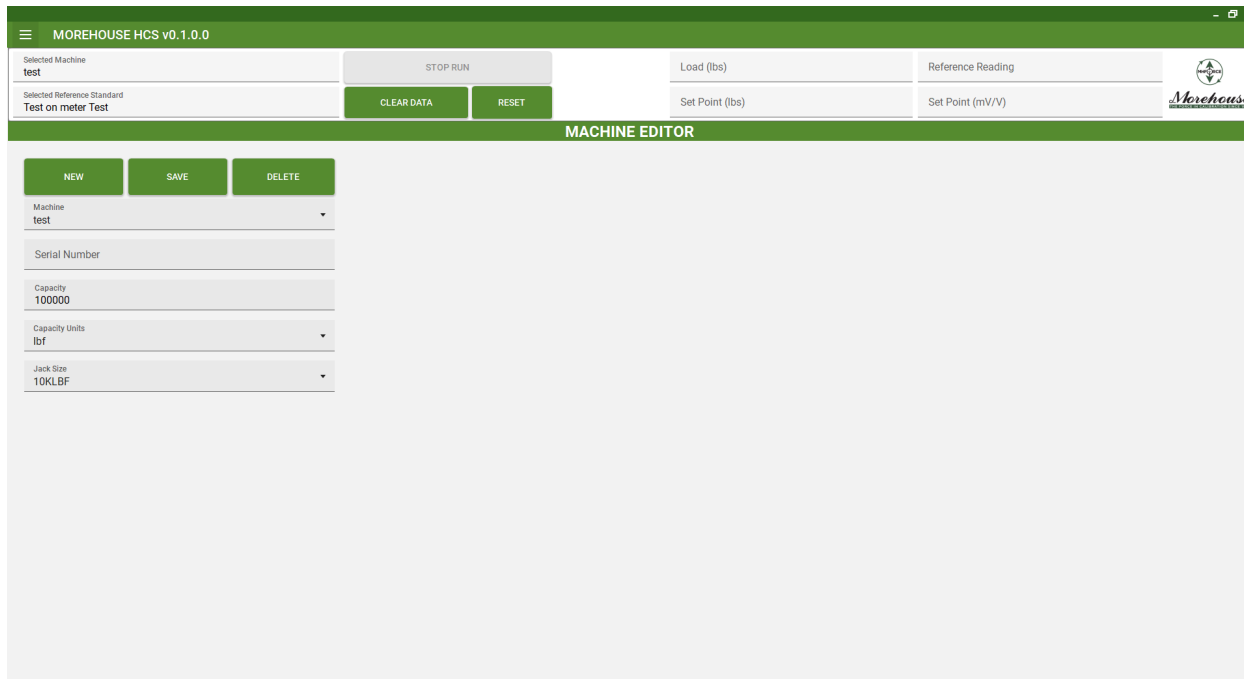 MOREHOUSE HCS v0.1.0.0
Selected Machine
test
STOP RUN
Load (lbs)
Reference Reading
Selected Reference Standard
Test on meter Test
CLEAR DATA
RESET
Set Point (lbs)
Set Point (mV/V)
Morehouse
MACHINE EDITOR
NEW
SAVE
DELETE
Machine
test
Serial Number
Capacity
100000
Capacity Units
lbf
Jack Size
10KLBF